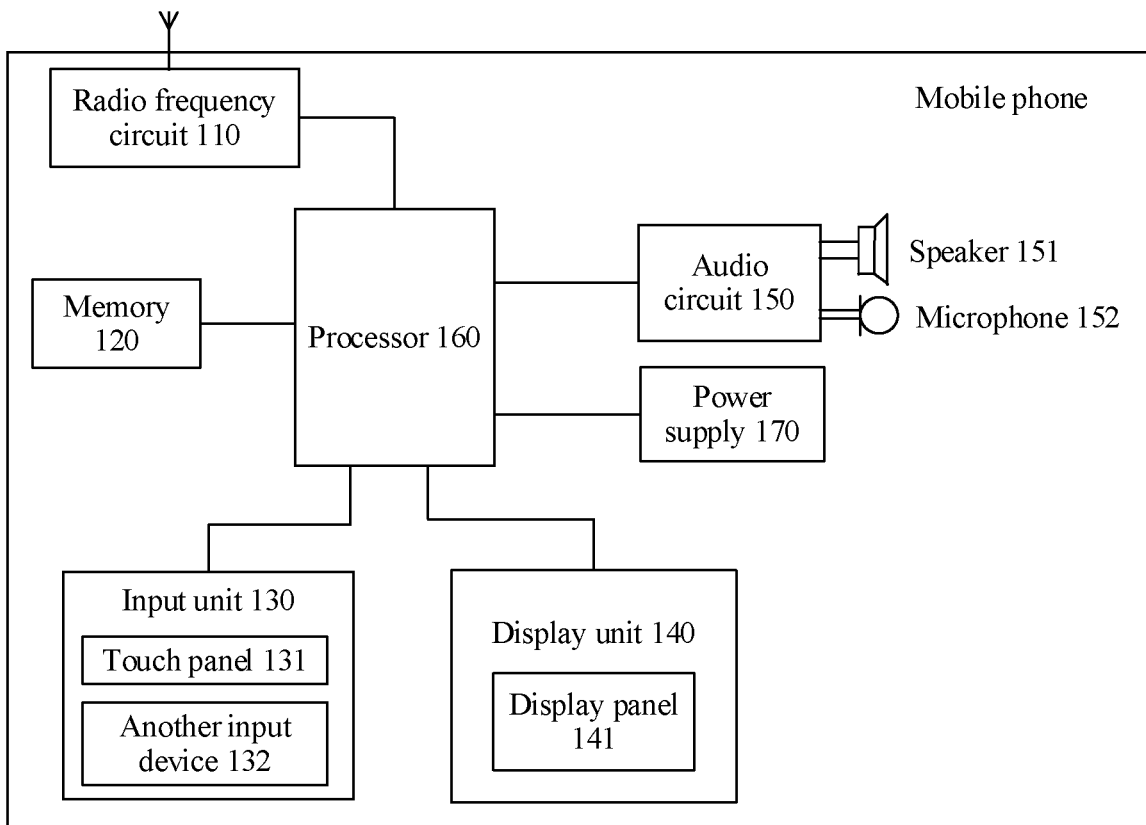 Radio frequency
circuit 110
Mobile phone
Memory
120
Processor 160
Audio
circuit 150
Speaker 151
Microphone 152
Power
supply 170
Input unit 130
Touch panel 131
Another input
device 132
Display unit 140
Display panel
141